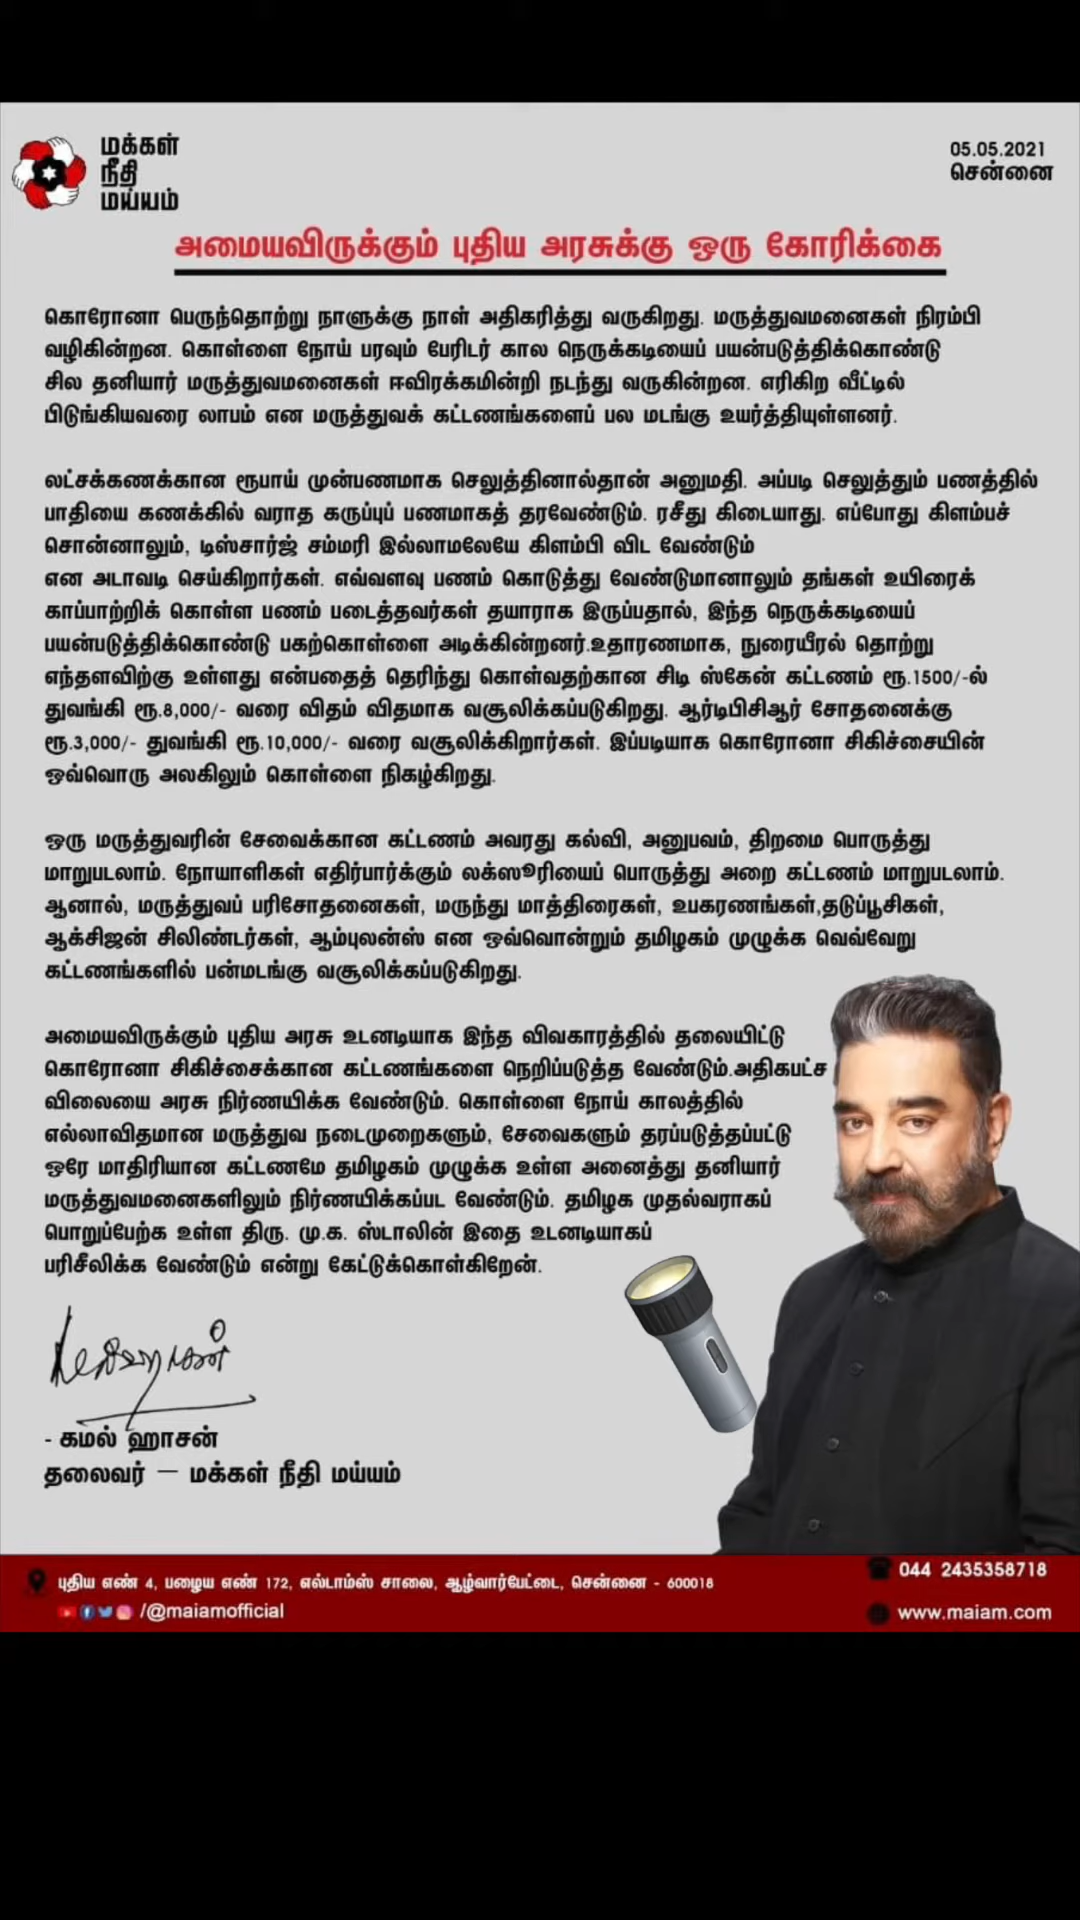 மக்கள்
நீதி
மய்யம்
05.05.2021
சென்னை
அமையவிருக்கும் புதிய அரசுக்கு ஒரு கோரிக்கை
கொரோனா பெருந்தொற்று நாளுக்கு நாள் அதிகரித்து வருகிறது. மருத்துவமனைகள் நிரம்பி
வழிகின்றன. கொள்ளை நோய் பரவும் பேரிடர் கால நெருக்கடியைப் பயன்படுத்திக்கொண்டு
சில தனியார் மருத்துவமனைகள் ஈவிரக்கமின்றி நடந்து வருகின்றன. எரிகிற வீட்டில்
பிடுங்கியவரை லாபம் என மருத்துவக் கட்டணங்களைப் பல மடங்கு உயர்த்தியுள்ளனர்.
லட்சக்கணக்கான ரூபாய் முன்பணமாக செலுத்தினால்தான் அனுமதி. அப்படி செலுத்தும் பணத்தில்
பாதியை கணக்கில் வராத கருப்புப் பணமாகத் தரவேண்டும். ரசீது கிடையாது. எப்போது கிளம்பச்
சொன்னாலும், டிஸ்சார்ஜ் சம்மரி இல்லாமலேயே கிளம்பி விட வேண்டும்
என அடாவடி செய்கிறார்கள். எவ்வளவு பணம் கொடுத்து வேண்டுமானாலும் தங்கள் உயிரைக்
காப்பாற்றிக் கொள்ள பணம் படைத்தவர்கள் தயாராக இருப்பதால், இந்த நெருக்கடியைப்
பயன்படுத்திக்கொண்டு பகற்கொள்ளை அடிக்கின்றனர்.உதாரணமாக, நுரையீரல் தொற்று
எந்தளவிற்கு உள்ளது என்பதைத் தெரிந்து கொள்வதற்கான சிடி ஸ்கேன் கட்டணம் ரூ.1500/-ல்
துவங்கி ரூ.8,000/- வரை விதம் விதமாக வசூலிக்கப்படுகிறது. ஆர்டிபிசிஆர் சோதனைக்கு
ரூ.3,000/- துவங்கி ரூ.10,000/- வரை வசூலிக்கிறார்கள். இப்படியாக கொரோனா சிகிச்சையின்
ஒவ்வொரு அலகிலும் கொள்ளை நிகழ்கிறது.
ஒரு மருத்துவரின் சேவைக்கான கட்டணம் அவரது கல்வி, அனுபவம், திறமை பொருத்து
மாறுபடலாம். நோயாளிகள் எதிர்பார்க்கும் லக்ஸூரியைப் பொருத்து அறை கட்டணம் மாறுபடலாம்.
ஆனால், மருத்துவப் பரிசோதனைகள், மருந்து மாத்திரைகள், உபகரணங்கள்,தடுப்பூசிகள்,
ஆக்சிஜன் சிலிண்டர்கள், ஆம்புலன்ஸ் என ஒவ்வொன்றும் தமிழகம் முழுக்க வெவ்வேறு
கட்டணங்களில் பன்மடங்கு வசூலிக்கப்படுகிறது.
அமையவிருக்கும் புதிய அரசு உடனடியாக இந்த விவகாரத்தில் தலையிட்டு
கொரோனா சிகிச்சைக்கான கட்டணங்களை நெறிப்படுத்த வேண்டும்.அதிகபட்ச
விலையை அரசு நிர்ணயிக்க வேண்டும். கொள்ளை நோய் காலத்தில்
எல்லாவிதமான மருத்துவ நடைமுறைகளும், சேவைகளும் தரப்படுத்தப்பட்டு
ஒரே மாதிரியான கட்டணமே தமிழகம் முழுக்க உள்ள அனைத்து தனியார்
மருத்துவமனைகளிலும் நிர்ணயிக்கப்பட வேண்டும். தமிழக முதல்வராகப்
பொறுப்பேற்க உள்ள திரு. மு.க. ஸ்டாலின் இதை உடனடியாகப்
பரிசீலிக்க வேண்டும் என்று கேட்டுக்கொள்கிறேன்.
- கமல் ஹாசன்
தலைவர் – மக்கள் நீதி மய்யம்
புதிய எண் 4, பழைய எண் 172, எல்டாம்ஸ் சாலை, ஆழ்வார்பேட்டை, சென்னை - 600018
/@maiamofficial
044 2435358718
www.maiam.com